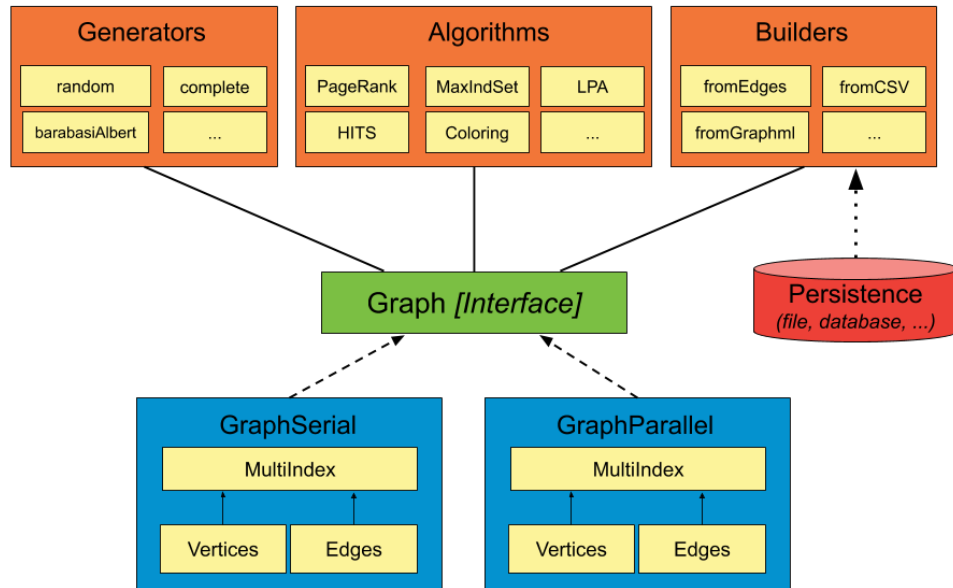 Generators
random
complete
barabasiAlbert
...
Algorithms
PageRank
MaxIndSet
LPA
HITS
Coloring
...
Builders
fromEdges
fromCSV
fromGraphml
...
Graph [Interface]
Persistence
(file, database, ...)
GraphSerial
MultiIndex
Vertices
Edges
GraphParallel
MultiIndex
Vertices
Edges